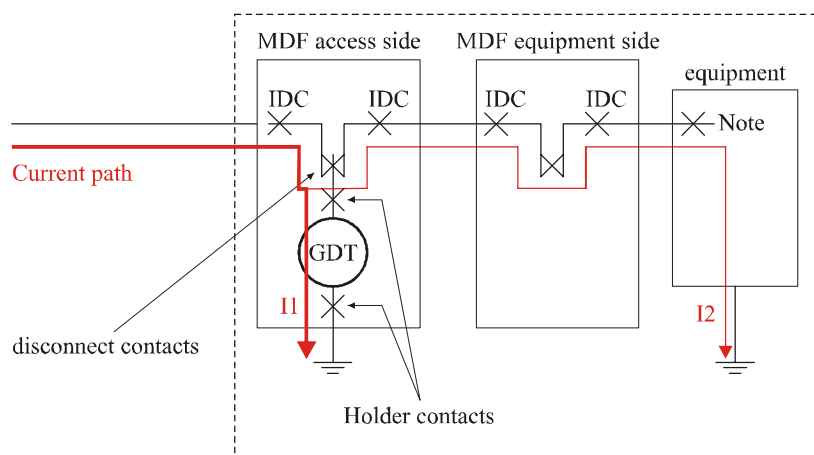 MDF access side
MDF equipment side
equipment
IDC
IDC
IDC
IDC
Note
Current path
GDT
I1
I2
disconnect contacts
Holder contacts